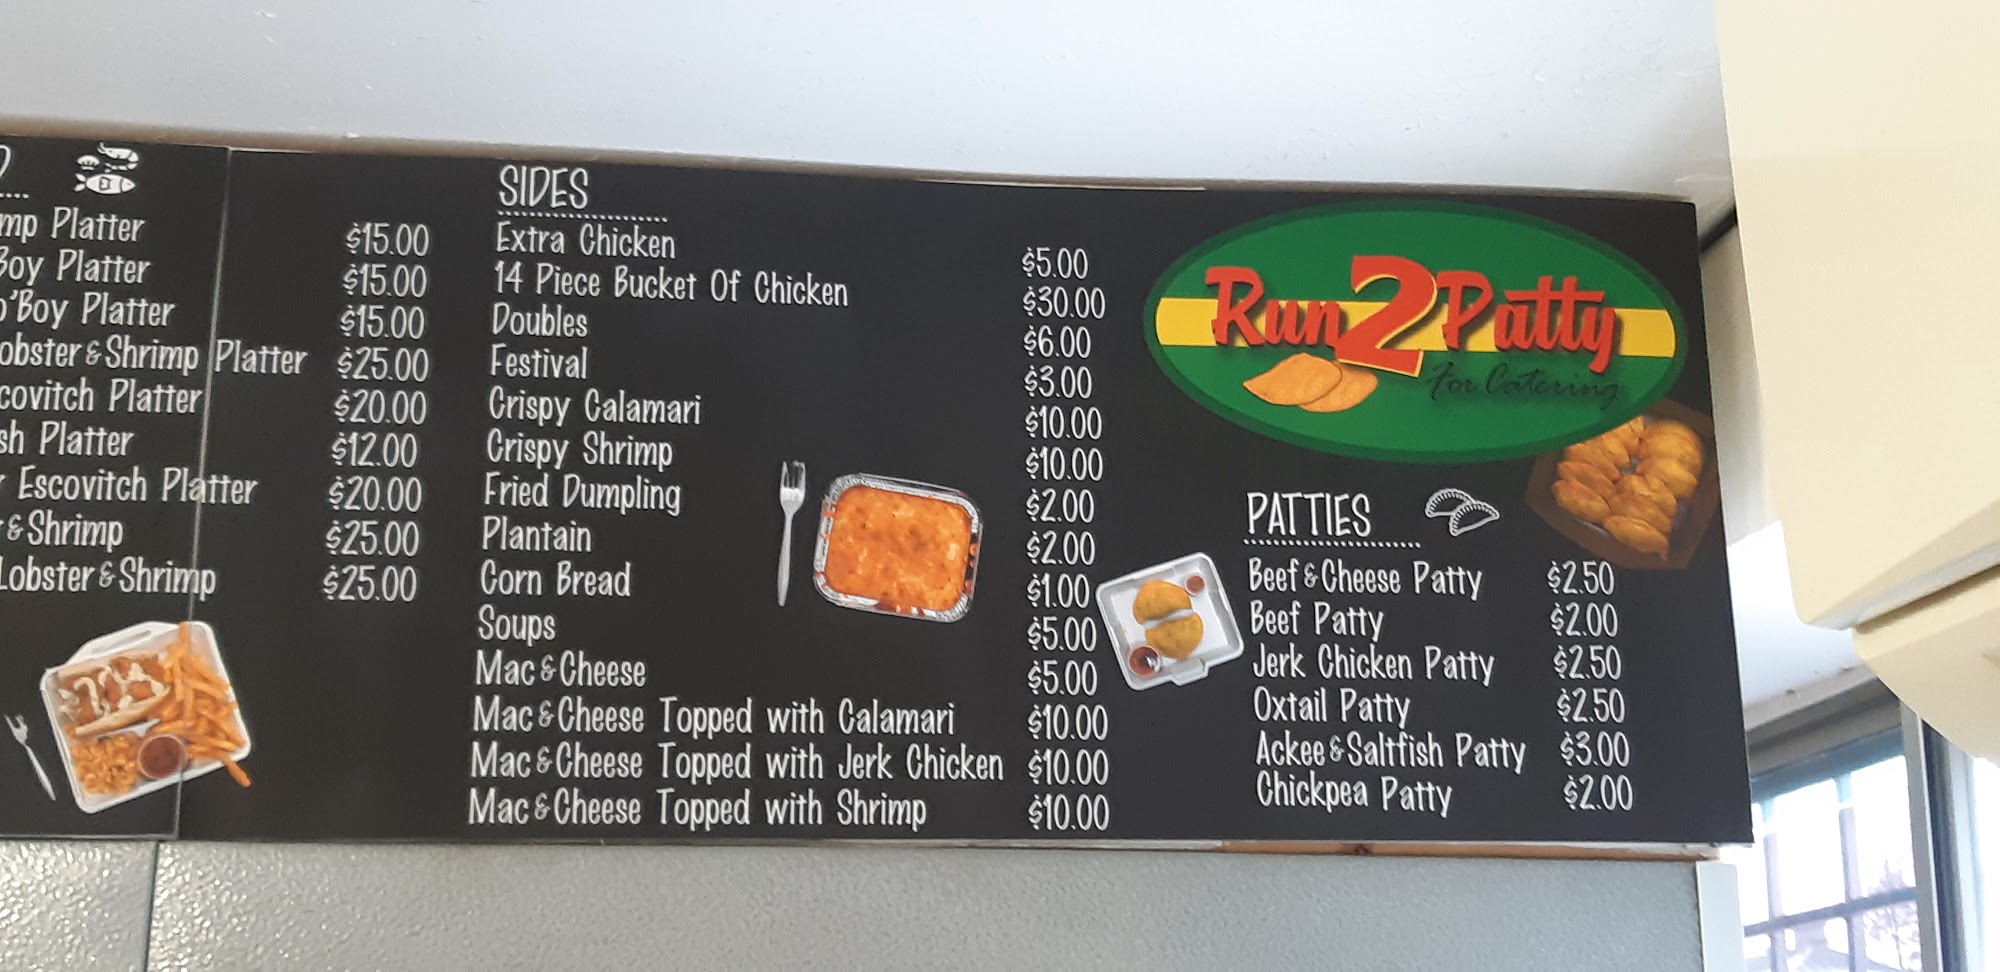 Platter $15.00
Boy Platter $15.00
Platter $15.00
Lobster & Shrimp Platter $25.00
Escovitch Platter $20.00
Platter $12.00
Escovitch Platter $20.00
& Shrimp $25.00
Lobster & Shrimp $25.00
SIDES
Extra Chicken $5.00
14 Piece Bucket Of Chicken $30.00
Doubles $6.00
Festival $3.00
Crispy Calamari $10.00
Crispy Shrimp $10.00
Fried Dumpling $2.00
Plantain $2.00
Corn Bread $1.00
Soups $5.00
Mac & Cheese $5.00
Mac & Cheese Topped with Calamari $10.00
Mac & Cheese Topped with Jerk Chicken $10.00
Mac & Cheese Topped with Shrimp $10.00
Run 2 Patty
For Catering
PATTIES
Beef & Cheese Patty $2.50
Beef Patty $2.00
Jerk Chicken Patty $2.50
Oxtail Patty $2.50
Ackee & Saltfish Patty $3.00
Chickpea Patty $2.00